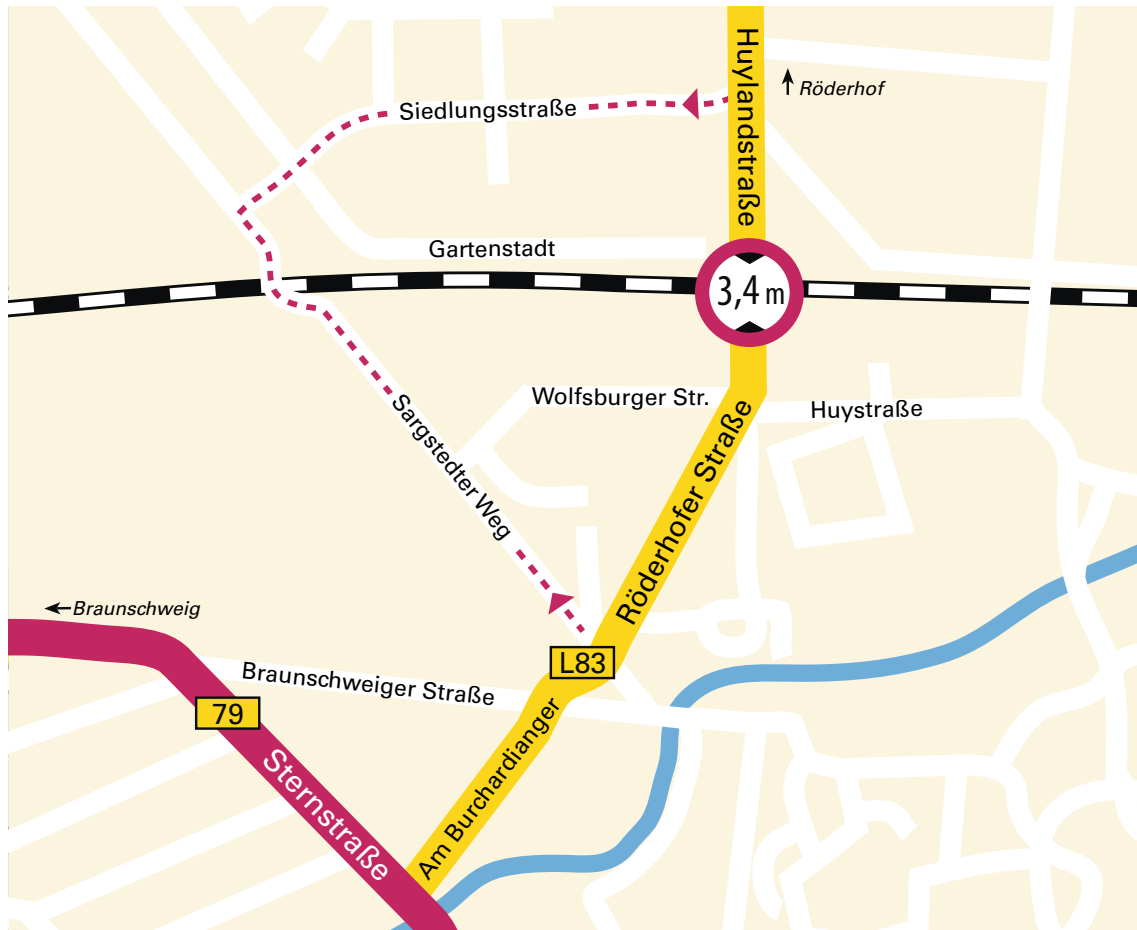 Huylandstraße
Röderhof
Siedlungsstraße
Gartenstadt
3,4 m
Wolfsburger Str.
Huystraße
Sargstedter Weg
Röderhofer Straße
Braunschweig
L83
Braunschweiger Straße
79
Am Burchardianger
Sternstraße